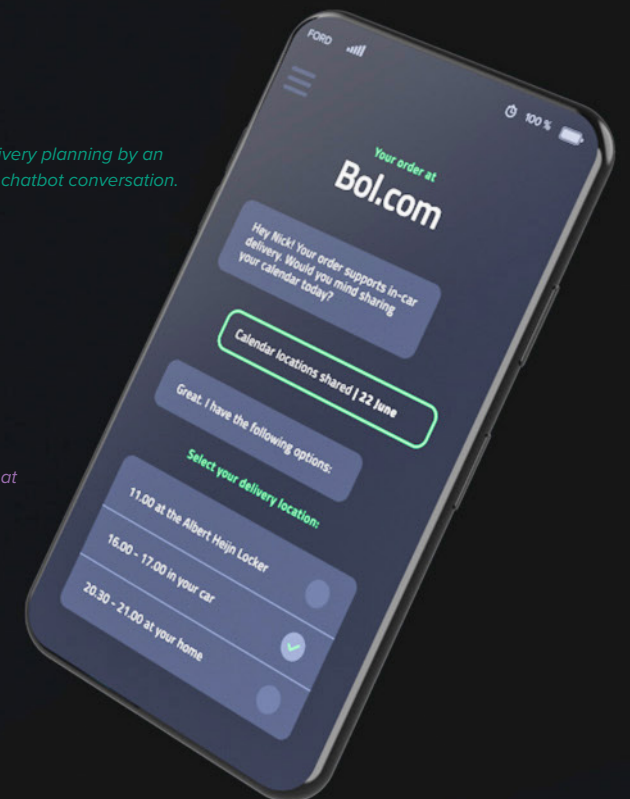 FORD
100 %
ivery planning by an
chatbot conversation.
Your order at
Bol.com
Hey Nick! Your order supports in-car
delivery. Would you mind sharing
your calendar today?
Calendar locations shared | 22 June
Great. I have the following options:
at
Select your delivery location:
11.00 at the Albert Heijn Locker
16.00 - 17.00 in your car
20.30 - 21.00 at your home